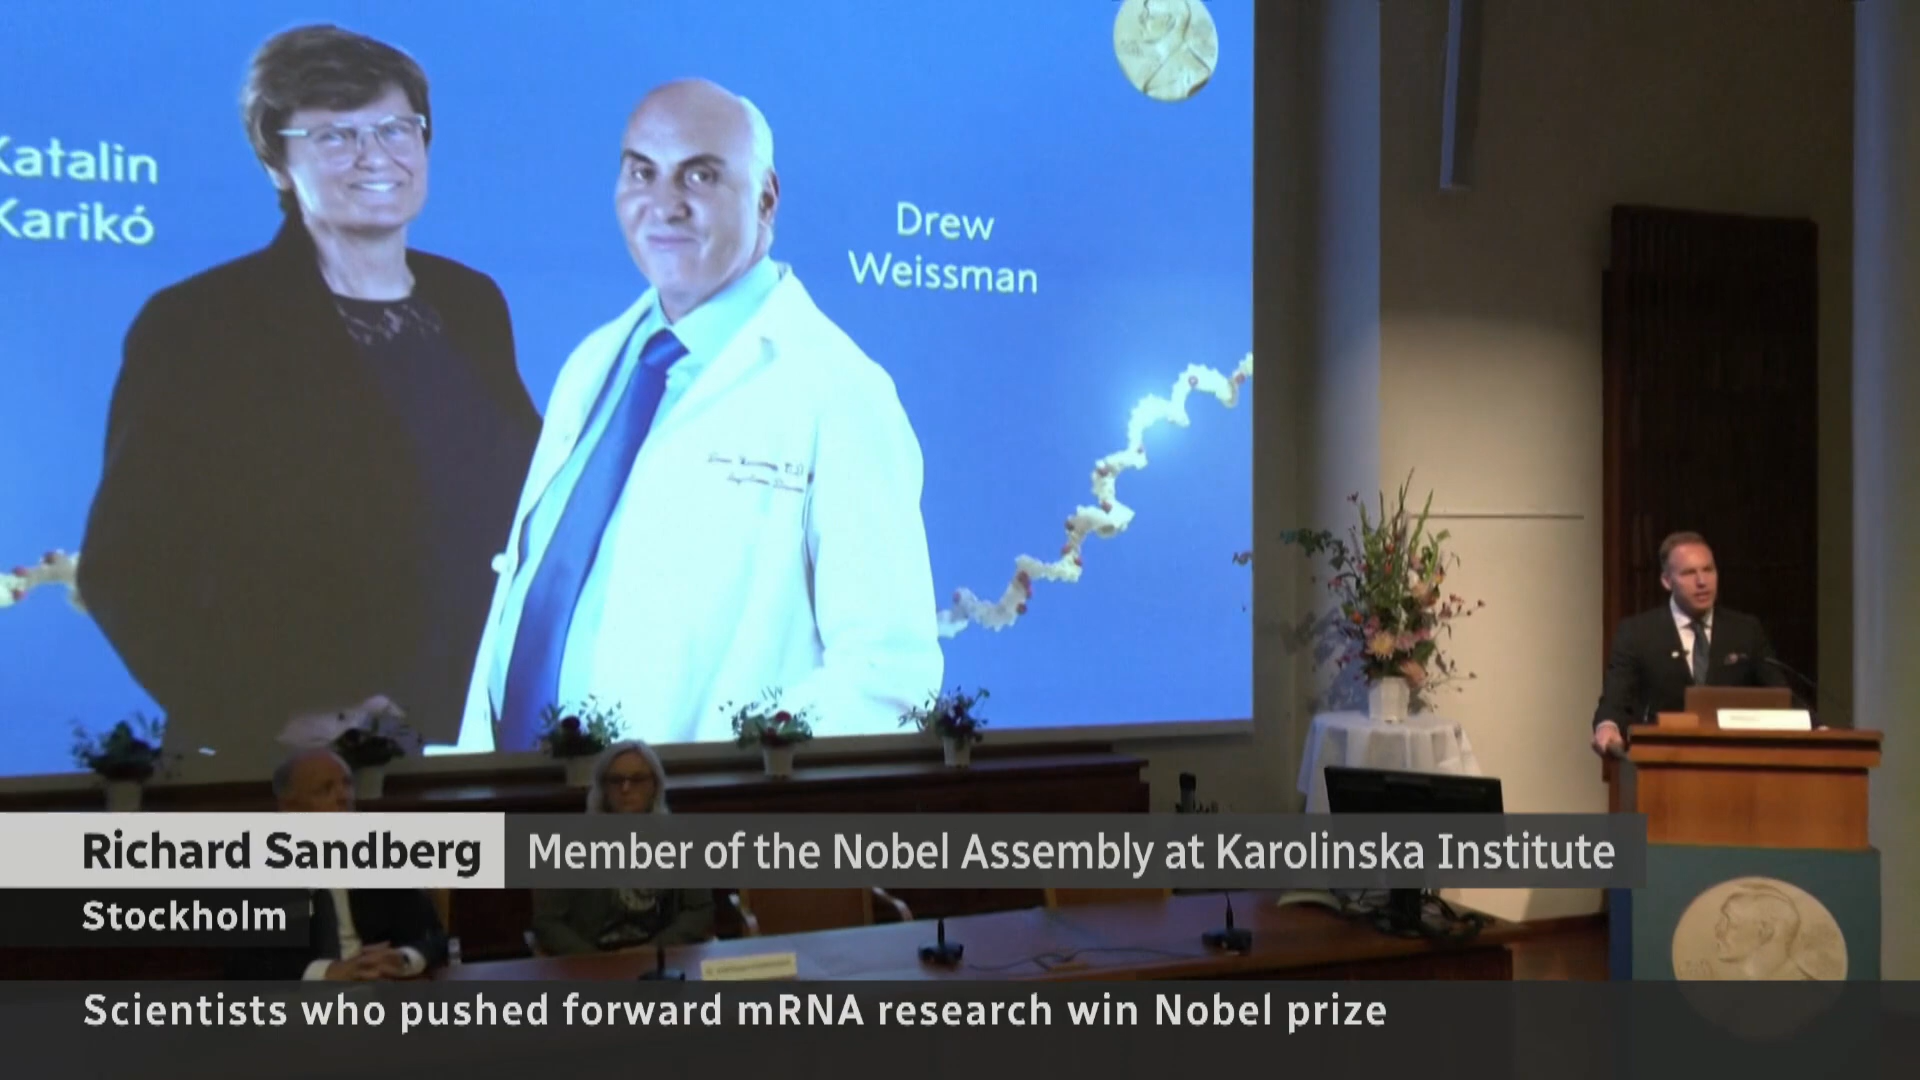 Katalin
Karikó
Drew
Weissman
Richard Sandberg
Member of the Nobel Assembly at Karolinska Institute
Stockholm
Scientists who pushed forward mRNA research win Nobel prize